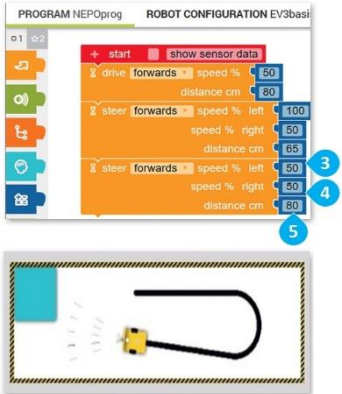 PROGRAM NEPOprog ROBOT CONFIGURATION EV3basi
1 2
+ start show sensor data
drive forwards speed % 50
distance cm 80
steer forwards speed % left 100
speed % right 50
distance cm 65
steer forwards speed % left 50
3
speed % right 50
4
distance cm 80
5